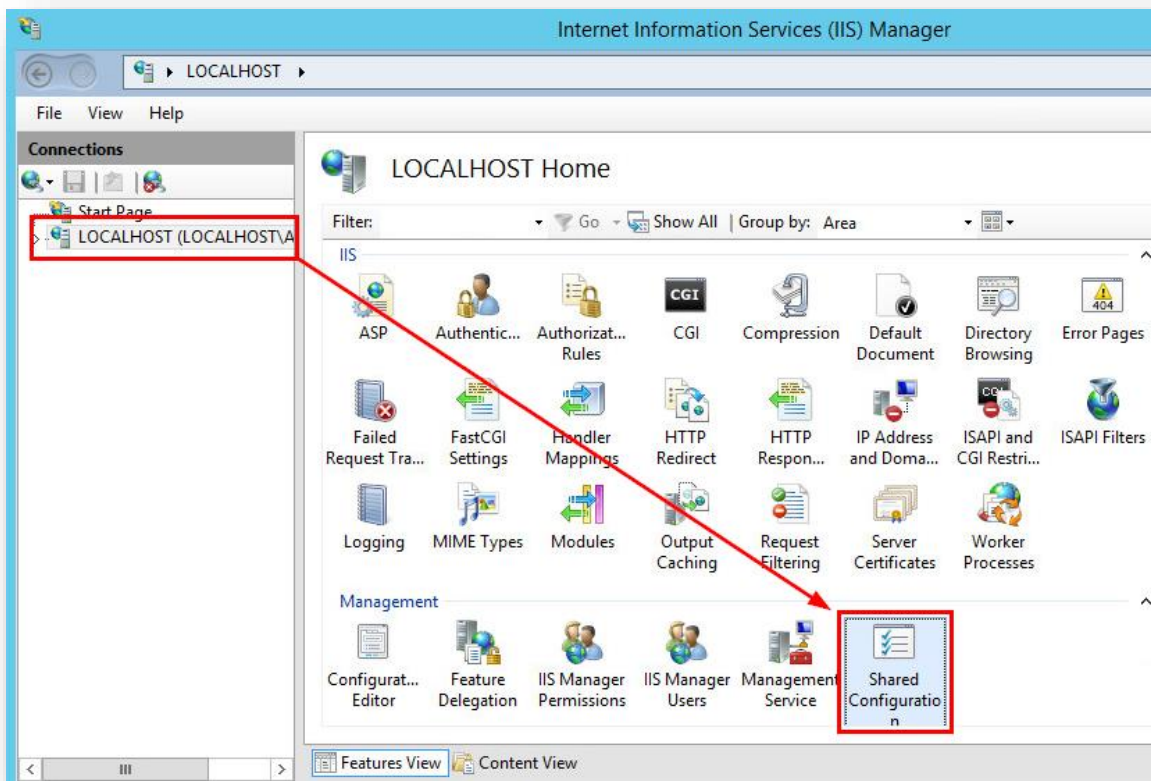 Internet Information Services (IIS) Manager
LOCALHOST
File View Help
Connections
Start Page
LOCALHOST (LOCALHOST\A
LOCALHOST Home
Filter: Go Show All Group by: Area
IIS
ASP
Authentic...
Authorizat...
Rules
CGI
Compression
Default
Document
Directory
Browsing
404
Error Pages
Failed
Request Tra...
FastCGI
Settings
Handler
Mappings
HTTP
Redirect
HTTP
Respon...
IP Address
and Doma...
ISAPI and
CGI Restri...
ISAPI Filters
Logging
MIME Types
Modules
Output
Caching
Request
Filtering
Server
Certificates
Worker
Processes
Management
Configurat...
Editor
Feature
Delegation
IIS Manager
Permissions
IIS Manager
Users
Management
Service
Shared
Configuratio
n
Features View Content View